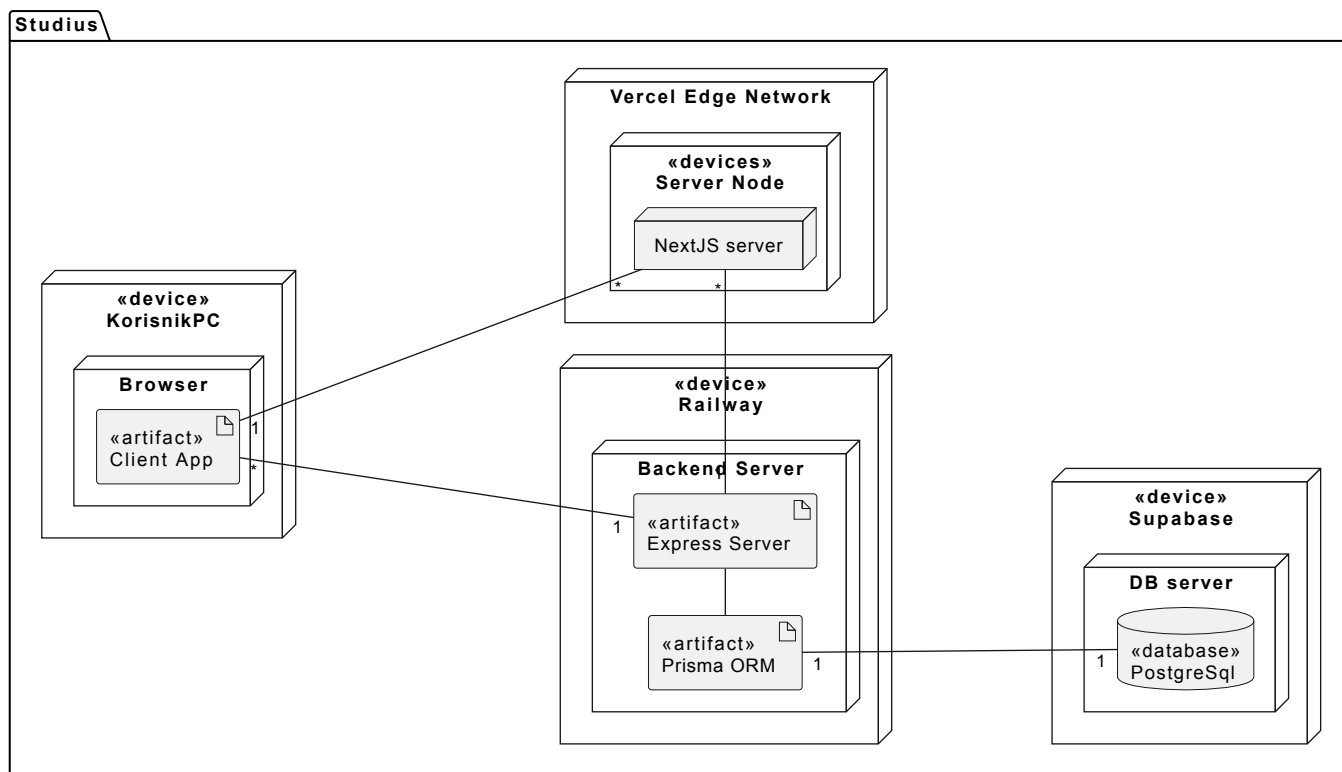 Studius
Vercel Edge Network
«devices»
Server Node
NextJS server
*
*
«device»
KorisnikPC
Browser
«artifact»
Client App
1
*
«device»
Railway
Backend Server
1
1
«artifact»
Express Server
«artifact»
Prisma ORM
1
«device»
Supabase
DB server
1
«database»
PostgreSql